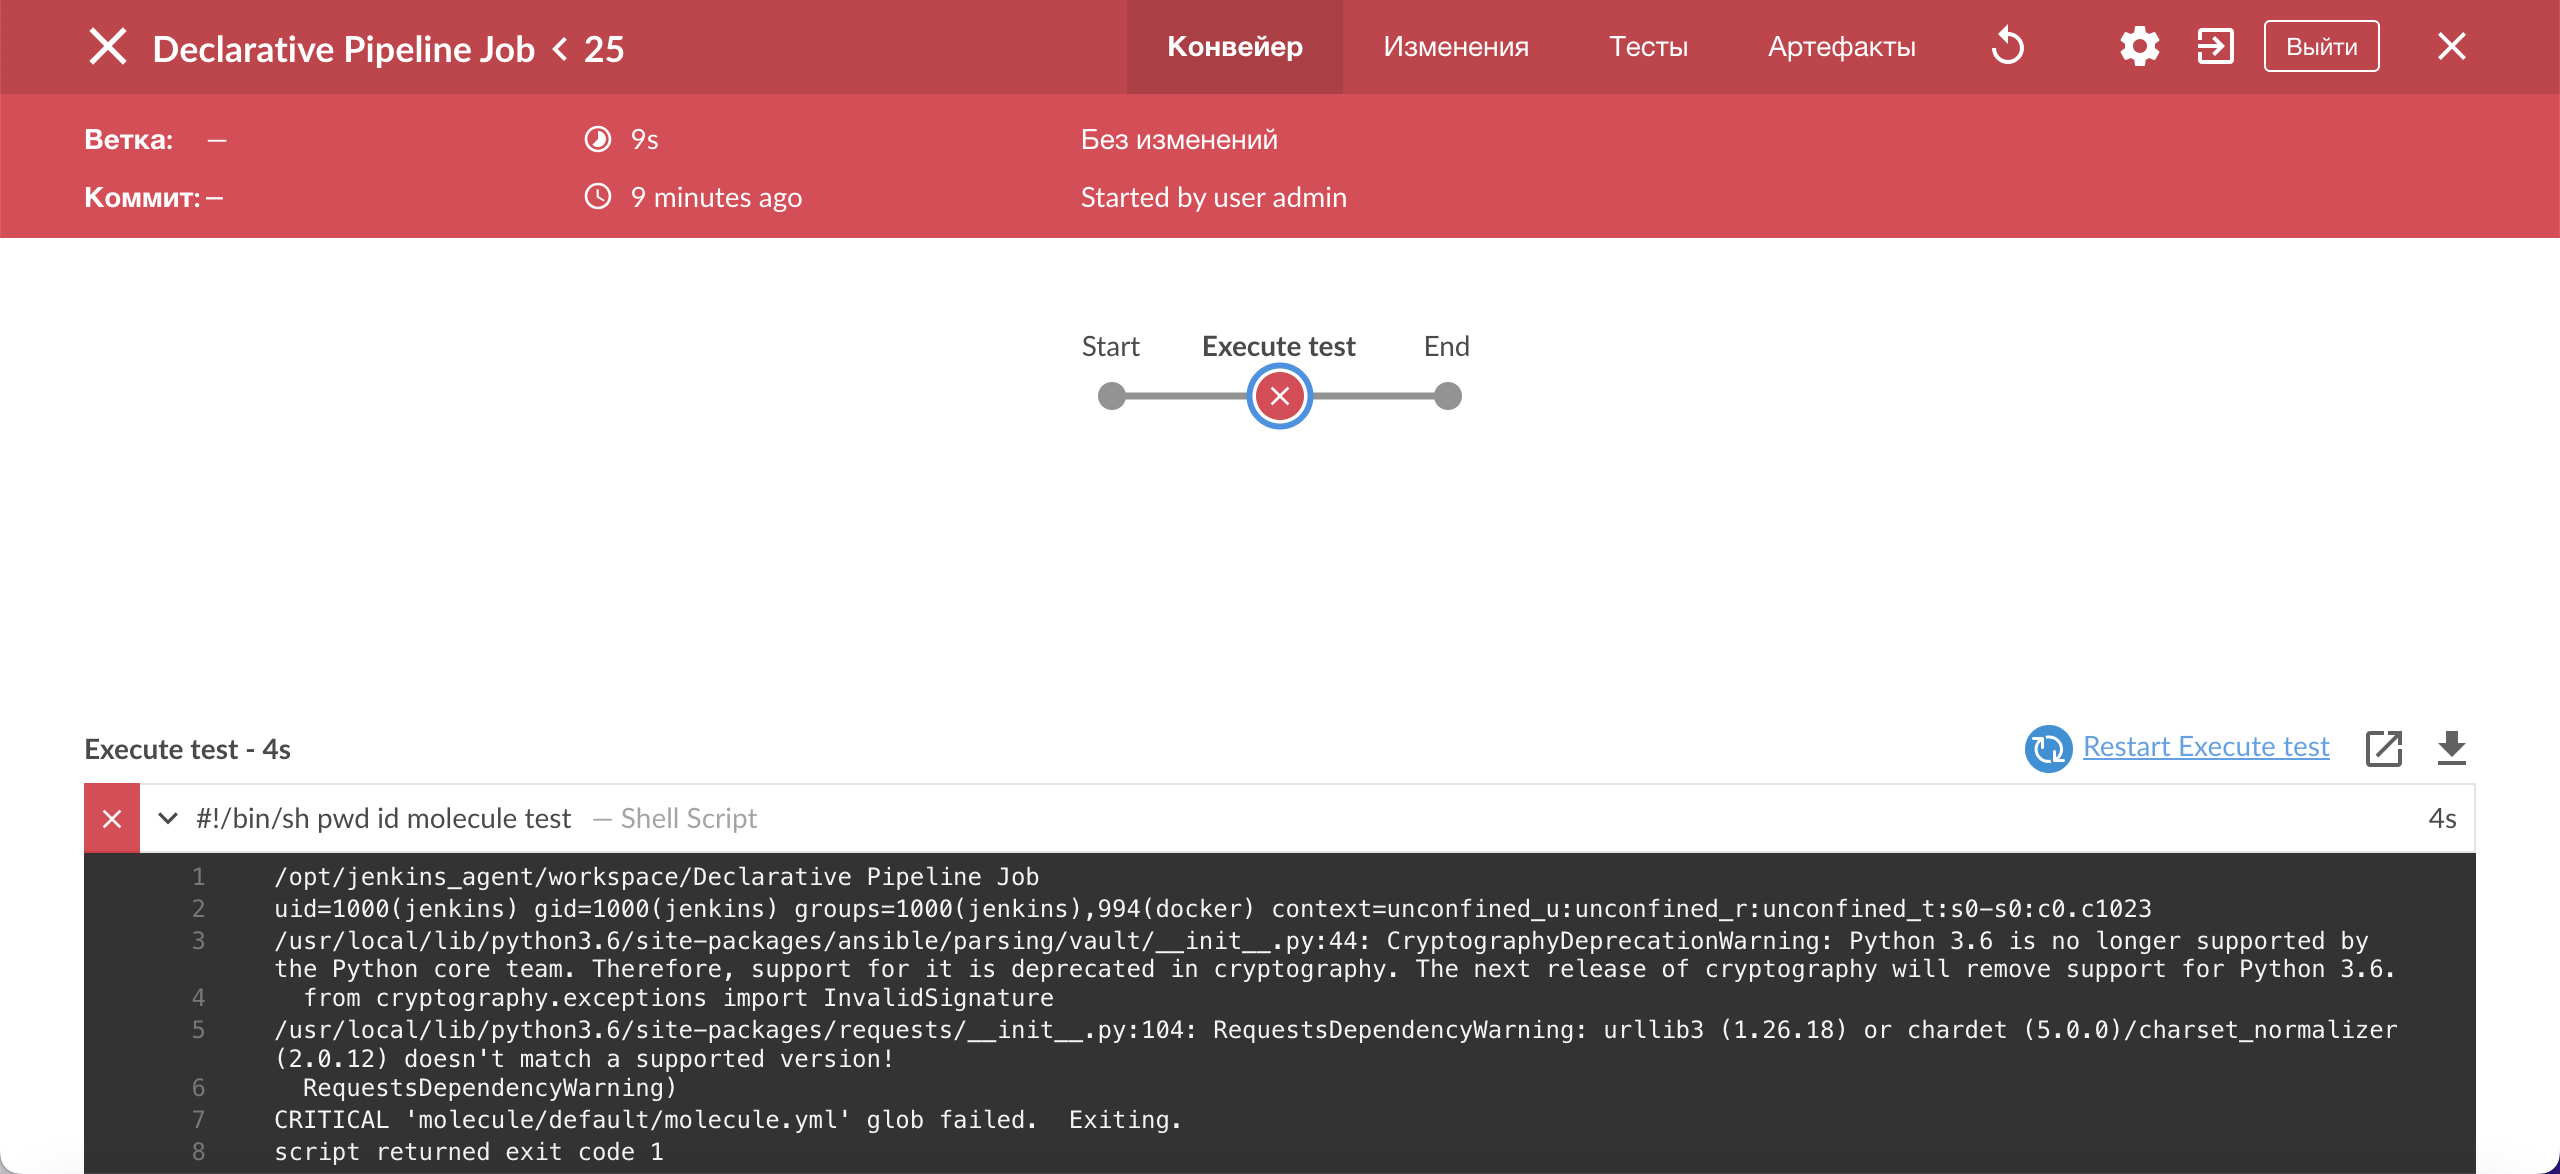 Declarative Pipeline Job < 25
Конвейер
Изменения
Тесты
Артефакты
Выйти
Ветка: —
9s
Без изменений
Коммит: —
9 minutes ago
Started by user admin
Start
Execute test
End
Execute test - 4s
Restart Execute test
#!/bin/sh pwd id molecule test — Shell Script
4s
1 /opt/jenkins_agent/workspace/Declarative Pipeline Job
2 uid=1000(jenkins) gid=1000(jenkins) groups=1000(jenkins),994(docker) context=unconfined_u:unconfined_r:unconfined_t:s0-s0:c0.c1023
3 /usr/local/lib/python3.6/site-packages/ansible/parsing/vault/__init__.py:44: CryptographyDeprecationWarning: Python 3.6 is no longer supported by
the Python core team. Therefore, support for it is deprecated in cryptography. The next release of cryptography will remove support for Python 3.6.
4 from cryptography.exceptions import InvalidSignature
5 /usr/local/lib/python3.6/site-packages/requests/__init__.py:104: RequestsDependencyWarning: urllib3 (1.26.18) or chardet (5.0.0)/charset_normalizer
(2.0.12) doesn't match a supported version!
6 RequestsDependencyWarning)
7 CRITICAL 'molecule/default/molecule.yml' glob failed.  Exiting.
8 script returned exit code 1